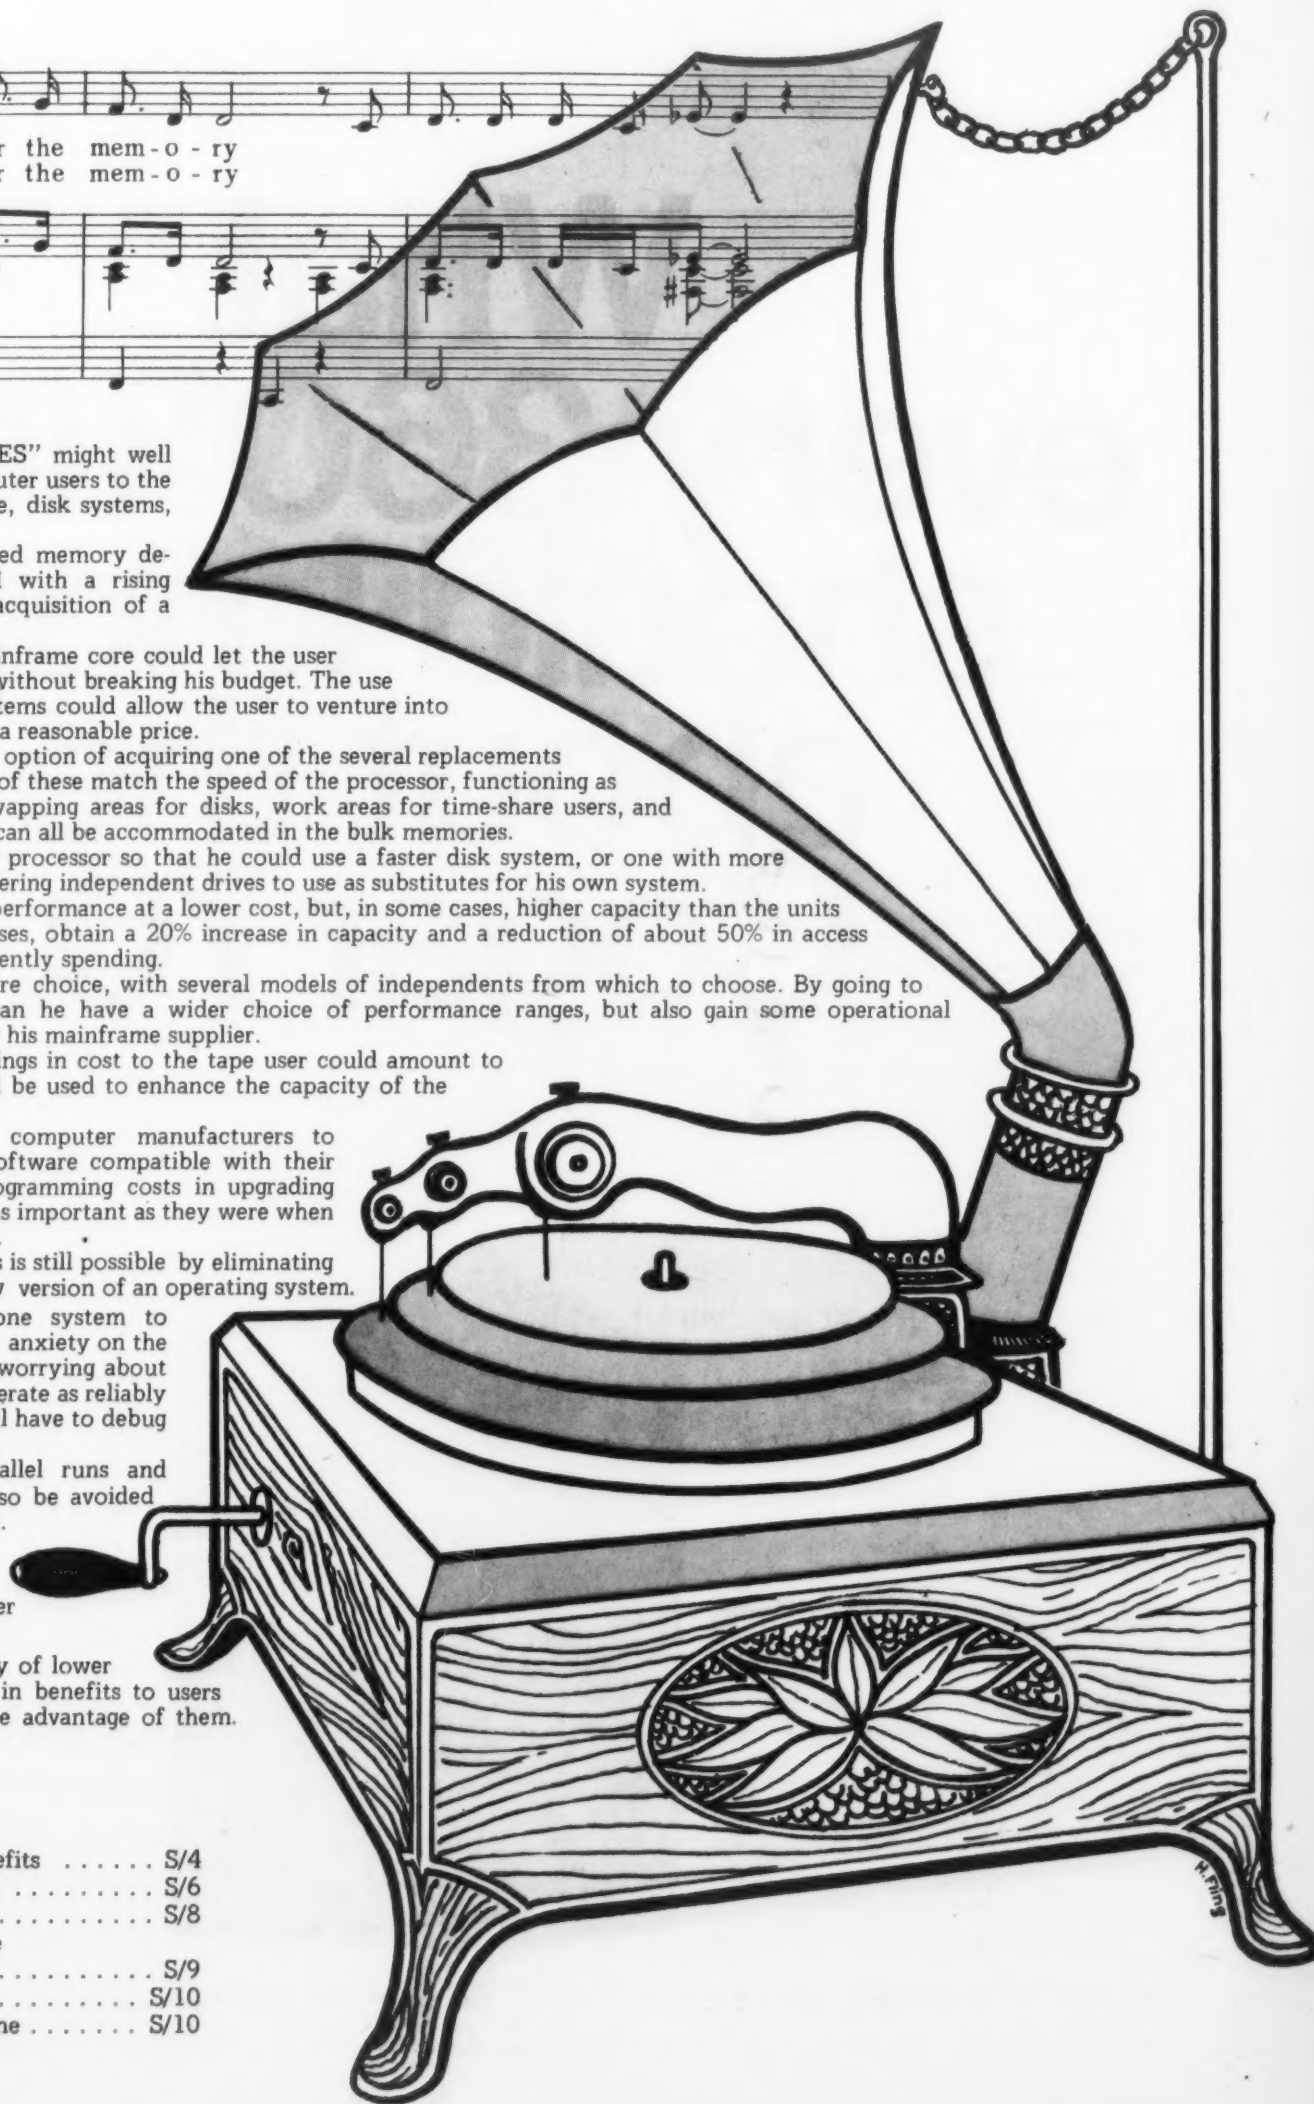 the mem-o-ry
the mem-o-ry
ES” might well
uter users to the
e, disk systems,
ed memory de-
with a rising
acquisition of a
nframe core could let the user
without breaking his budget. The use
tems could allow the user to venture into
a reasonable price.
option of acquiring one of the several replacements
of these match the speed of the processor, functioning as
wapping areas for disks, work areas for time-share users, and
can all be accommodated in the bulk memories.
processor so that he could use a faster disk system, or one with more
ering independent drives to use as substitutes for his own system.
performance at a lower cost, but, in some cases, higher capacity than the units
ses, obtain a 20% increase in capacity and a reduction of about 50% in access
ently spending.
re choice, with several models of independents from which to choose. By going to
an he have a wider choice of performance ranges, but also gain some operational
his mainframe supplier.
ings in cost to the tape user could amount to
be used to enhance the capacity of the
computer manufacturers to
oftware compatible with their
ogramming costs in upgrading
s important as they were when
s is still possible by eliminating
version of an operating system.
one system to
anxiety on the
worrying about
erate as reliably
l have to debug
allel runs and
so be avoided
er
y of lower
in benefits to users
e advantage of them.
efits ...... S/4
......... S/6
.......... S/8
e
.......... S/9
......... S/10
ne ....... S/10
H. Fling